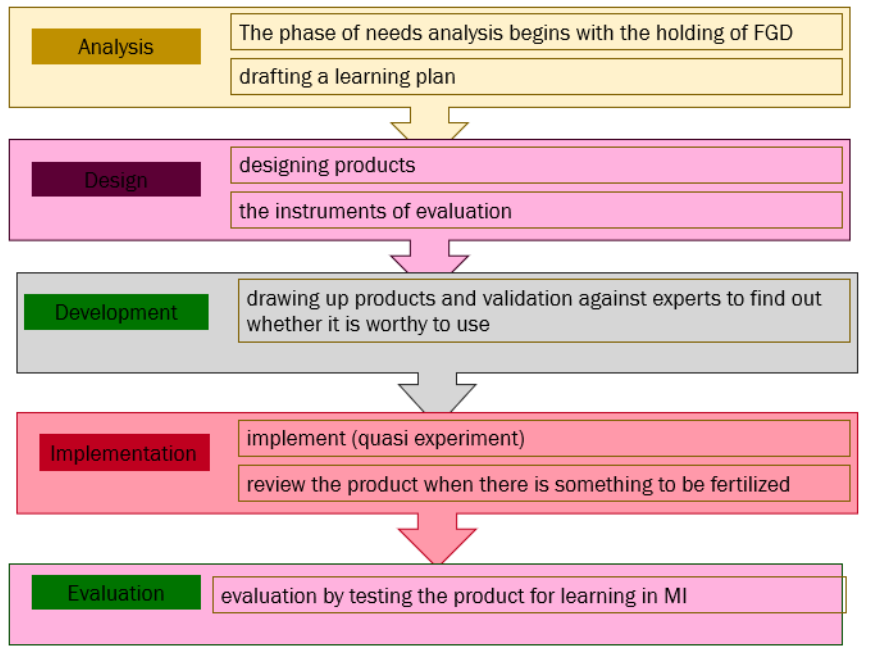 Analysis
The phase of needs analysis begins with the holding of FGD
drafting a learning plan
Design
designing products
the instruments of evaluation
Development
drawing up products and validation against experts to find out
whether it is worthy to use
Implementation
implement (quasi experiment)
review the product when there is something to be fertilized
Evaluation
evaluation by testing the product for learning in MI